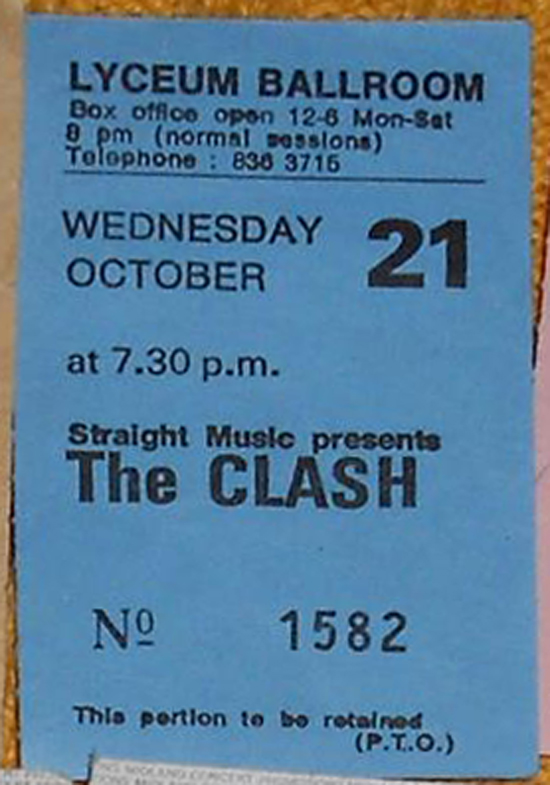 LYCEUM BALLROOM
Box office open 12-6 Mon-Sat
8 pm (normal sessions)
Telephone : 836 3715
WEDNESDAY 21
OCTOBER
at 7.30 p.m.
Straight Music presents
The CLASH
Nº 1582
This portion to be retained
(P.T.O.)